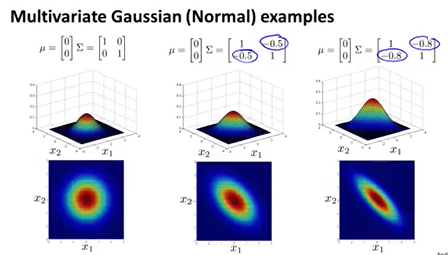 Multivariate Gaussian (Normal) examples
μ = [0 0] Σ = [1 0 0 1]
μ = [0 0] Σ = [1 -0.5 -0.5 1]
μ = [0 0] Σ = [1 -0.8 -0.8 1]
x₂ x₁
x₂ x₁
x₂ x₁
x₂
x₂
x₂
x₁
x₁
x₁